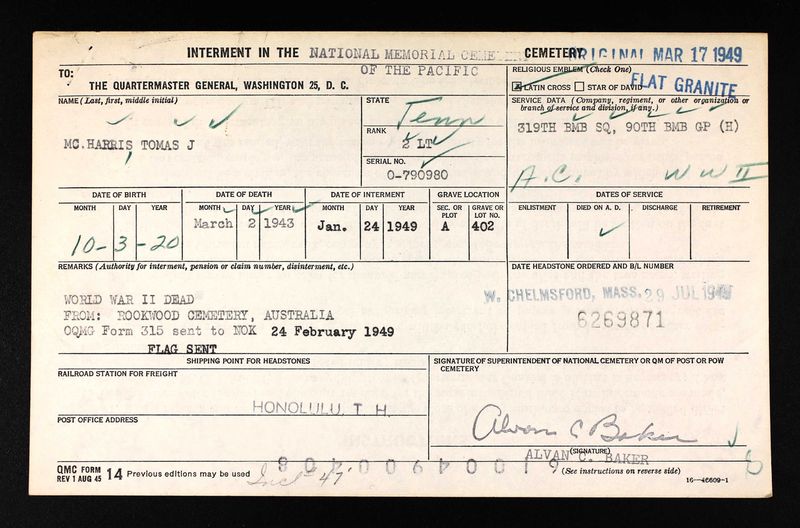 INTERMENT IN THE NATIONAL MEMORIAL CEMETERY CEMETERY
OF THE PACIFIC
ORIGINAL MAR 17 1949
TO:
THE QUARTERMASTER GENERAL, WASHINGTON 25, D. C.
RELIGIOUS EMBLEM (Check One)
LATIN CROSS STAR OF DAVID
FLAT GRANITE
NAME (Last, first, middle initial)
MC.HARRIS, TOMAS J
STATE
Tenn
RANK
2 LT
SERIAL NO.
O-790980
SERVICE DATA (Company, regiment, or other organization or
branch of service and division, if any.)
319TH BMB SQ, 90TH BMB GP (H)
A.C. WW II
DATE OF BIRTH DATE OF DEATH DATE OF INTERMENT GRAVE LOCATION DATES OF SERVICE
MONTH DAY YEAR MONTH DAY YEAR MONTH DAY YEAR SEC. OR PLOT GRAVE OR LOT NO. ENLISTMENT DIED ON A. D. DISCHARGE RETIREMENT
10-3-20 March 2 1943 Jan. 24 1949 A 402
REMARKS (Authority for interment, pension or claim number, disinterment, etc.)
WORLD WAR II DEAD
FROM: ROOKWOOD CEMETERY, AUSTRALIA
OQMG Form 315 sent to NOK 24 February 1949
FLAG SENT
DATE HEADSTONE ORDERED AND B/L NUMBER
W. CHELMSFORD, MASS. 29 JUL 1949
6269871
SHIPPING POINT FOR HEADSTONES
RAILROAD STATION FOR FREIGHT
HONOLULU, T H
POST OFFICE ADDRESS
SIGNATURE OF SUPERINTENDENT OF NATIONAL CEMETERY OR QM OF POST OR POW
CEMETERY
Alvan C Baker
(SIGNATURE)
ALVAN C. BAKER
QMC FORM
REV 1 AUG 45 14 Previous editions may be used
(See instructions on reverse side)
16-46609-1